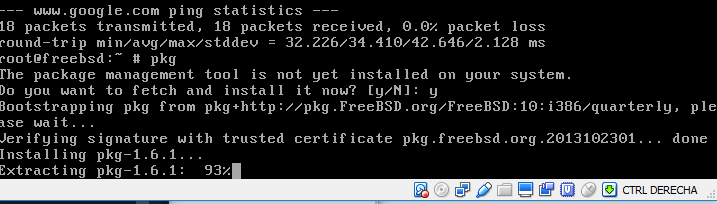 --- www.google.com ping statistics ---
18 packets transmitted, 18 packets received, 0.0% packet loss
round-trip min/avg/max/stddev = 32.226/34.410/42.646/2.128 ms
root@freebsd:~ # pkg
The package management tool is not yet installed on your system.
Do you want to fetch and install it now? [y/N]: y
Bootstrapping pkg from pkg+http://pkg.FreeBSD.org/FreeBSD:10:i386/quarterly, ple
ase wait...
Verifying signature with trusted certificate pkg.freebsd.org.2013102301... done
Installing pkg-1.6.1...
Extracting pkg-1.6.1:  93%
CTRL DERECHA